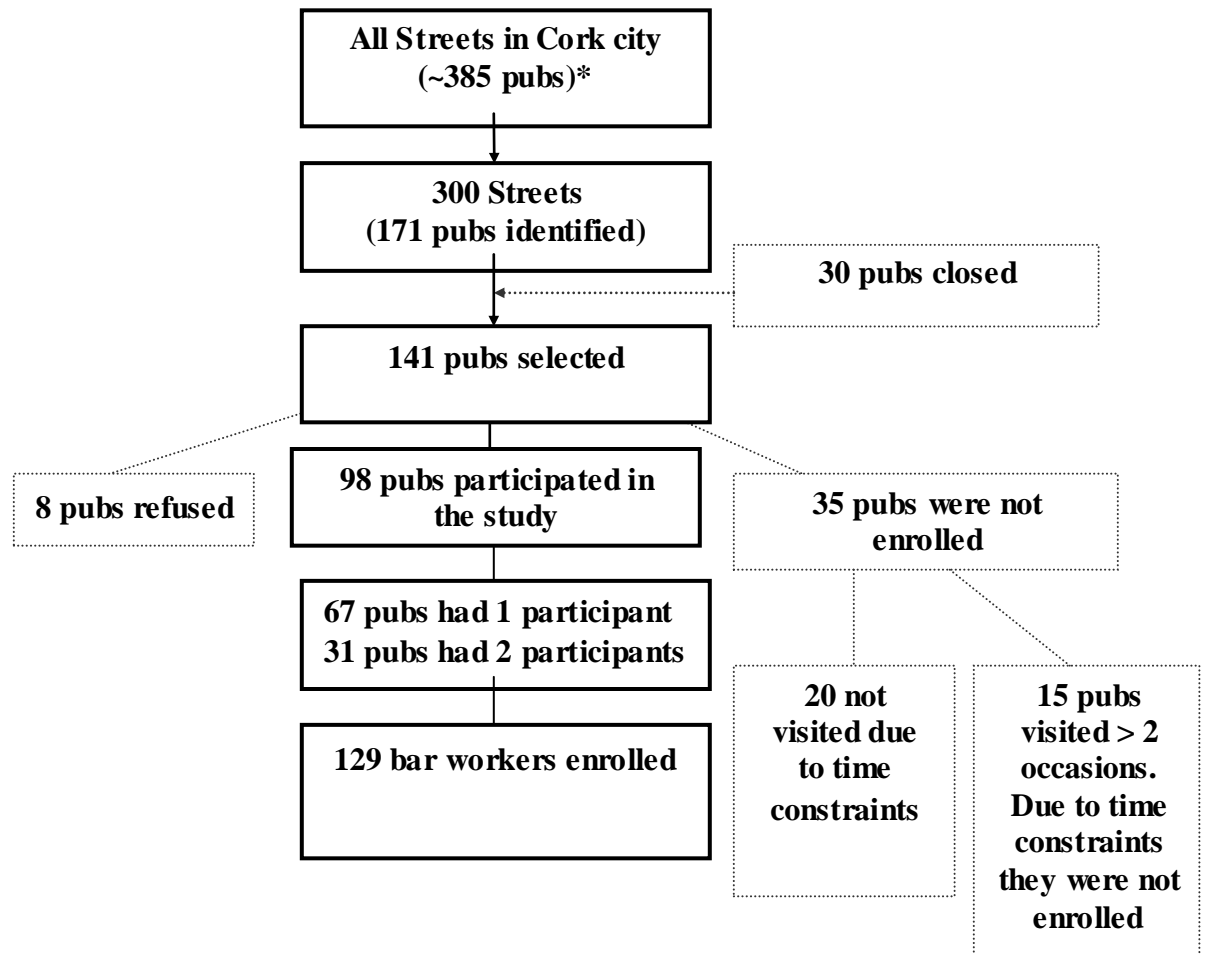 All Streets in Cork city
(~385 pubs)*
300 Streets
(171 pubs identified)
30 pubs closed
141 pubs selected
8 pubs refused
98 pubs participated in
the study
35 pubs were not
enrolled
67 pubs had 1 participant
31 pubs had 2 participants
20 not
visited due
to time
constraints
15 pubs
visited > 2
occasions.
Due to time
constraints
they were not
enrolled
129 bar workers enrolled